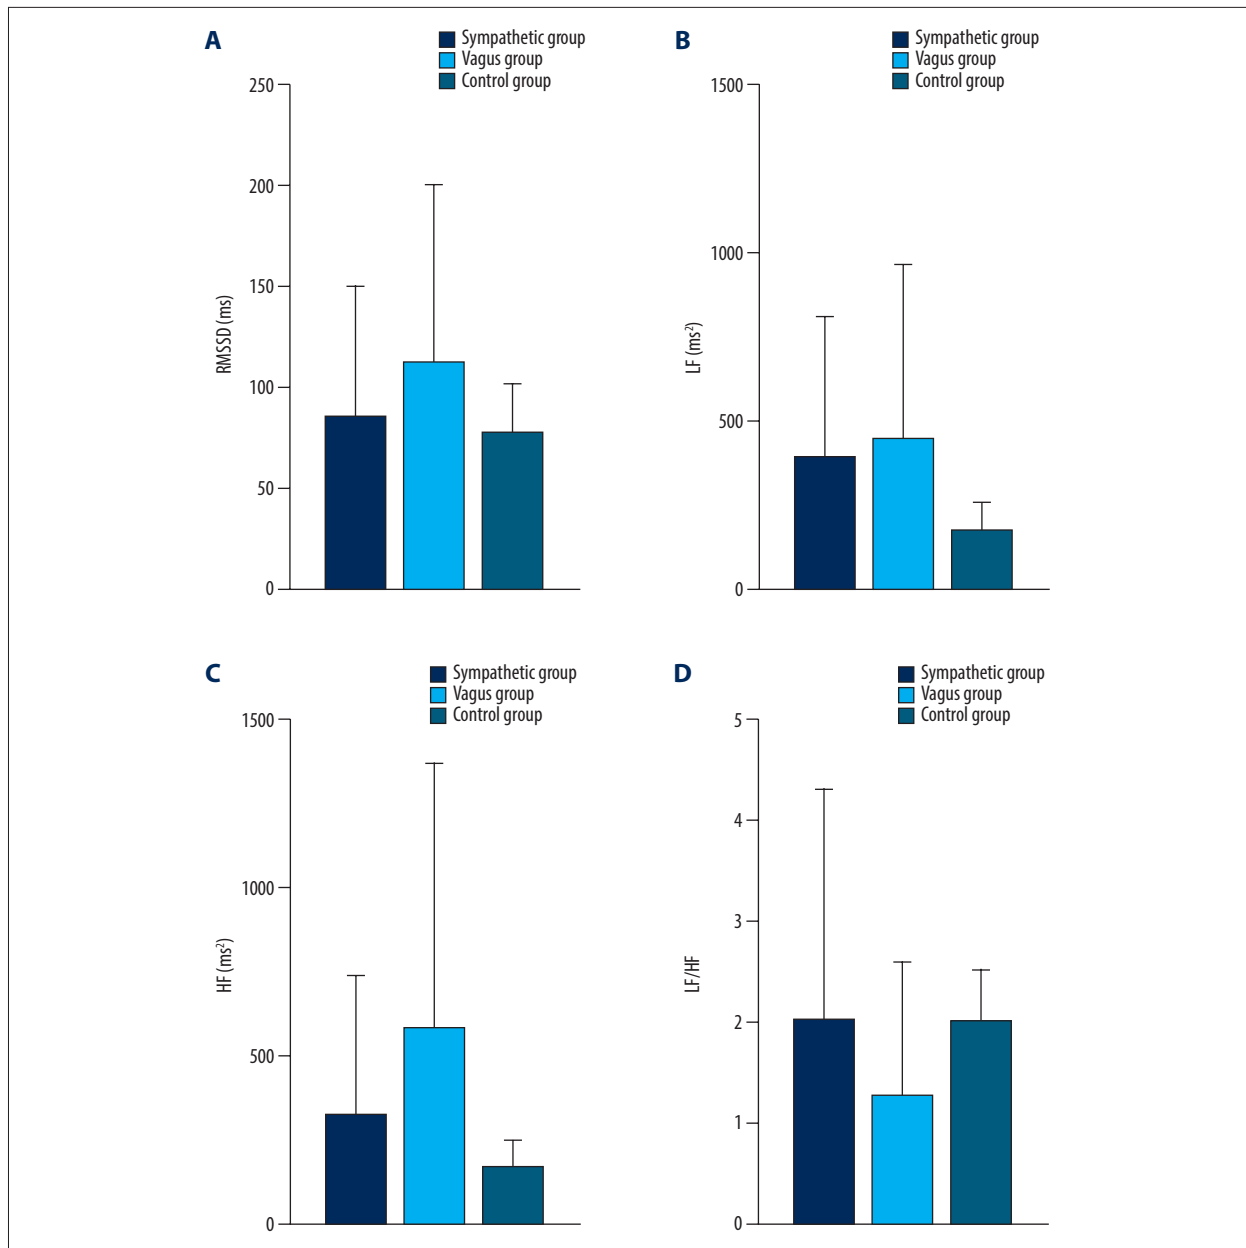 A
Sympathetic group
Vagus group
Control group
250
200
150
100
50
0
RMSSD (ms)
B
Sympathetic group
Vagus group
Control group
1500
1000
500
0
LF (ms²)
C
Sympathetic group
Vagus group
Control group
1500
1000
500
0
HF (ms²)
D
Sympathetic group
Vagus group
Control group
5
4
3
2
1
0
LF/HF